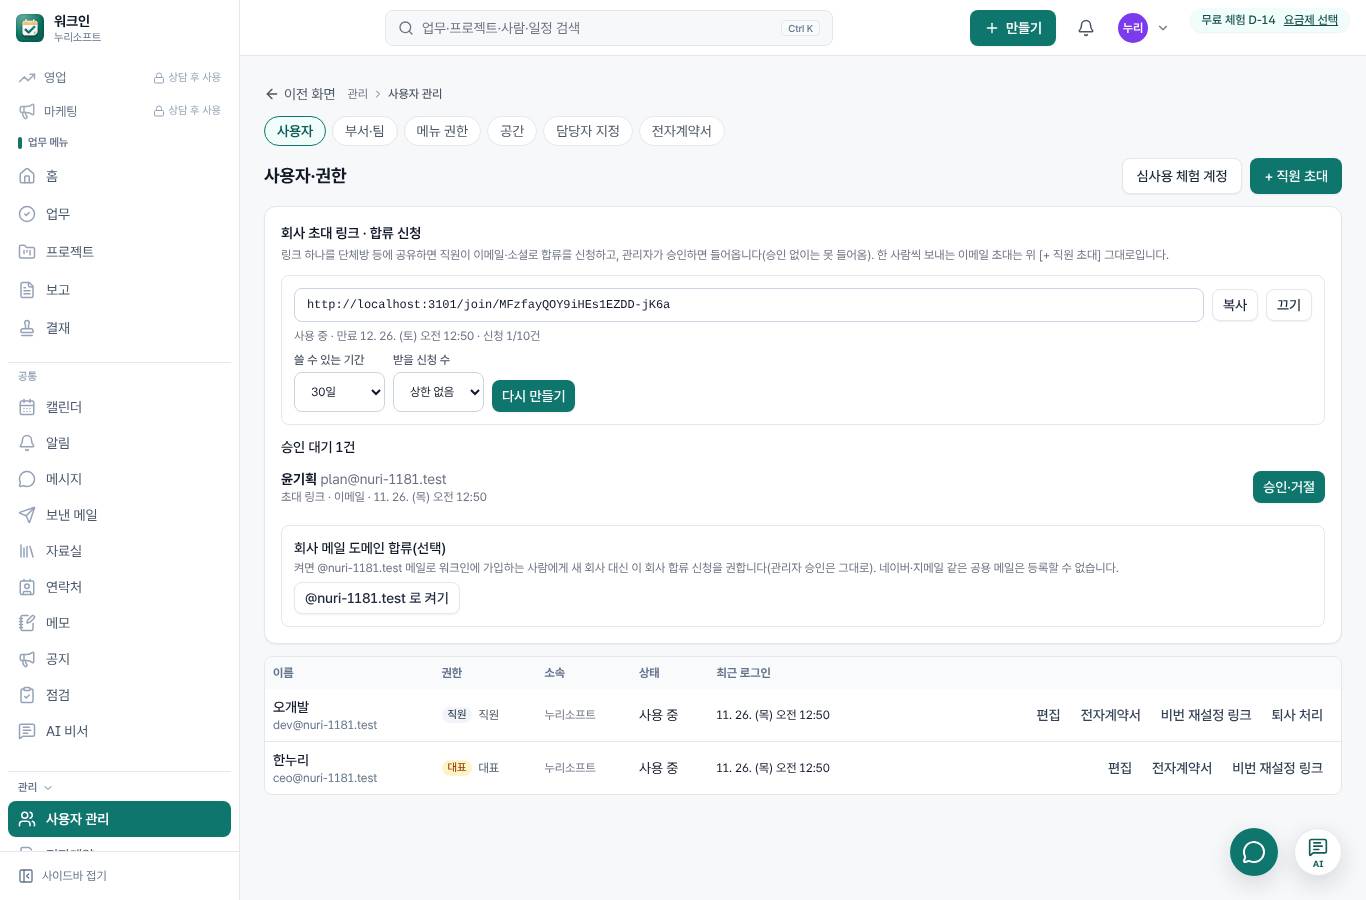 워크인
누리소프트
업무·프로젝트·사람·일정 검색
Ctrl K
만들기
누리
무료 체험 D-14 요금제 선택
영업
상담 후 사용
마케팅
상담 후 사용
업무 메뉴
홈
업무
프로젝트
보고
결재
공통
캘린더
알림
메시지
보낸 메일
자료실
연락처
메모
공지
점검
AI 비서
관리
사용자 관리
사이드바 접기
이전 화면 관리 > 사용자 관리
사용자 부서·팀 메뉴 권한 공간 담당자 지정 전자계약서
사용자·권한
심사용 체험 계정
+ 직원 초대
회사 초대 링크 · 합류 신청
링크 하나를 단체방 등에 공유하면 직원이 이메일·소셜로 합류를 신청하고, 관리자가 승인하면 들어옵니다(승인 없이는 못 들어옴). 한 사람씩 보내는 이메일 초대는 위 [+ 직원 초대] 그대로입니다.
http://localhost:3101/join/MFzfayQOY9iHEs1EZDD-jK6a
복사
끄기
사용 중 · 만료 12. 26. (토) 오전 12:50 · 신청 1/10건
쓸 수 있는 기간 받을 신청 수
30일 상한 없음 다시 만들기
승인 대기 1건
윤기획 plan@nuri-1181.test
초대 링크 · 이메일 · 11. 26. (목) 오전 12:50
승인·거절
회사 메일 도메인 합류(선택)
켜면 @nuri-1181.test 메일로 워크인에 가입하는 사람에게 새 회사 대신 이 회사 합류 신청을 권합니다(관리자 승인은 그대로). 네이버·지메일 같은 공용 메일은 등록할 수 없습니다.
@nuri-1181.test 로 켜기
이름 권한 소속 상태 최근 로그인
오개발
dev@nuri-1181.test
직원 직원 누리소프트 사용 중 11. 26. (목) 오전 12:50 편집 전자계약서 비번 재설정 링크 퇴사 처리
한누리
ceo@nuri-1181.test
대표 대표 누리소프트 사용 중 11. 26. (목) 오전 12:50 편집 전자계약서 비번 재설정 링크
AI